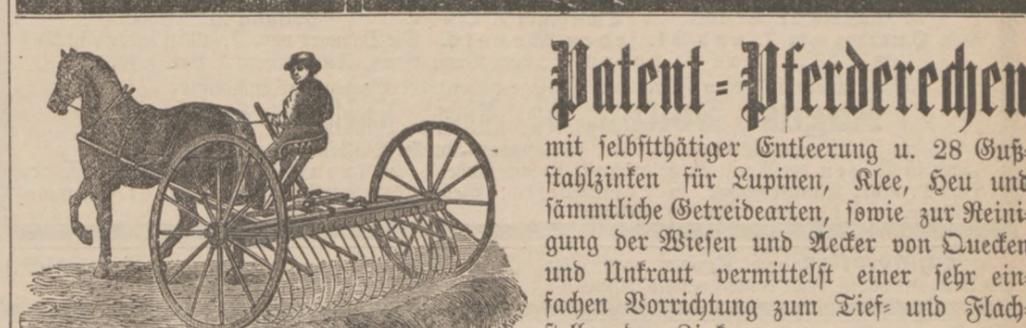 Patent-Pferderechen
mit selbstthätiger Entleerung u. 28 Guß-
stahlzinken für Lupinen, Klee, Heu und
sämmtliche Getreidearten, sowie zur Reini-
gung der Wiesen und Aecker von Quecken
und Unkraut vermittelst einer sehr ein-
fachen Vorrichtung zum Tief- und Flach-